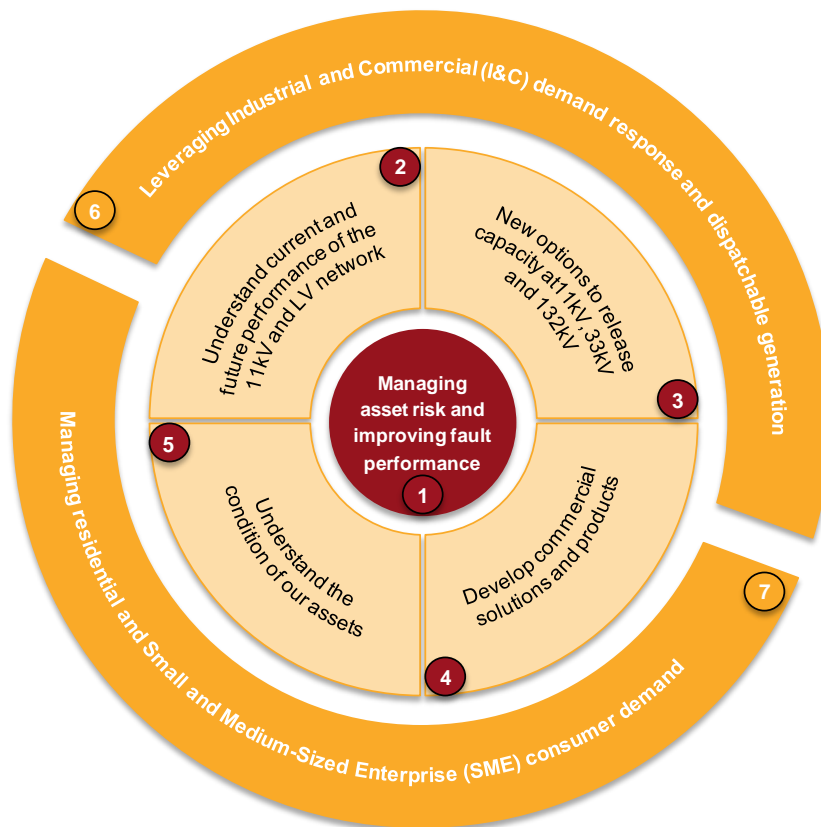 Leveraging Industrial and Commercial (I&C) demand response and dispatchable generation
6
2
Understand current and
future performance of the
11kV and LV network
New options to release
capacity at11kV, 33kV
and 132kV
3
Managing
asset risk and
improving fault
performance
1
5
Understand the
condition of our assets
Develop commercial
solutions and products
4
7
Managing residential and Small and Medium-Sized Enterprise (SME) consumer demand